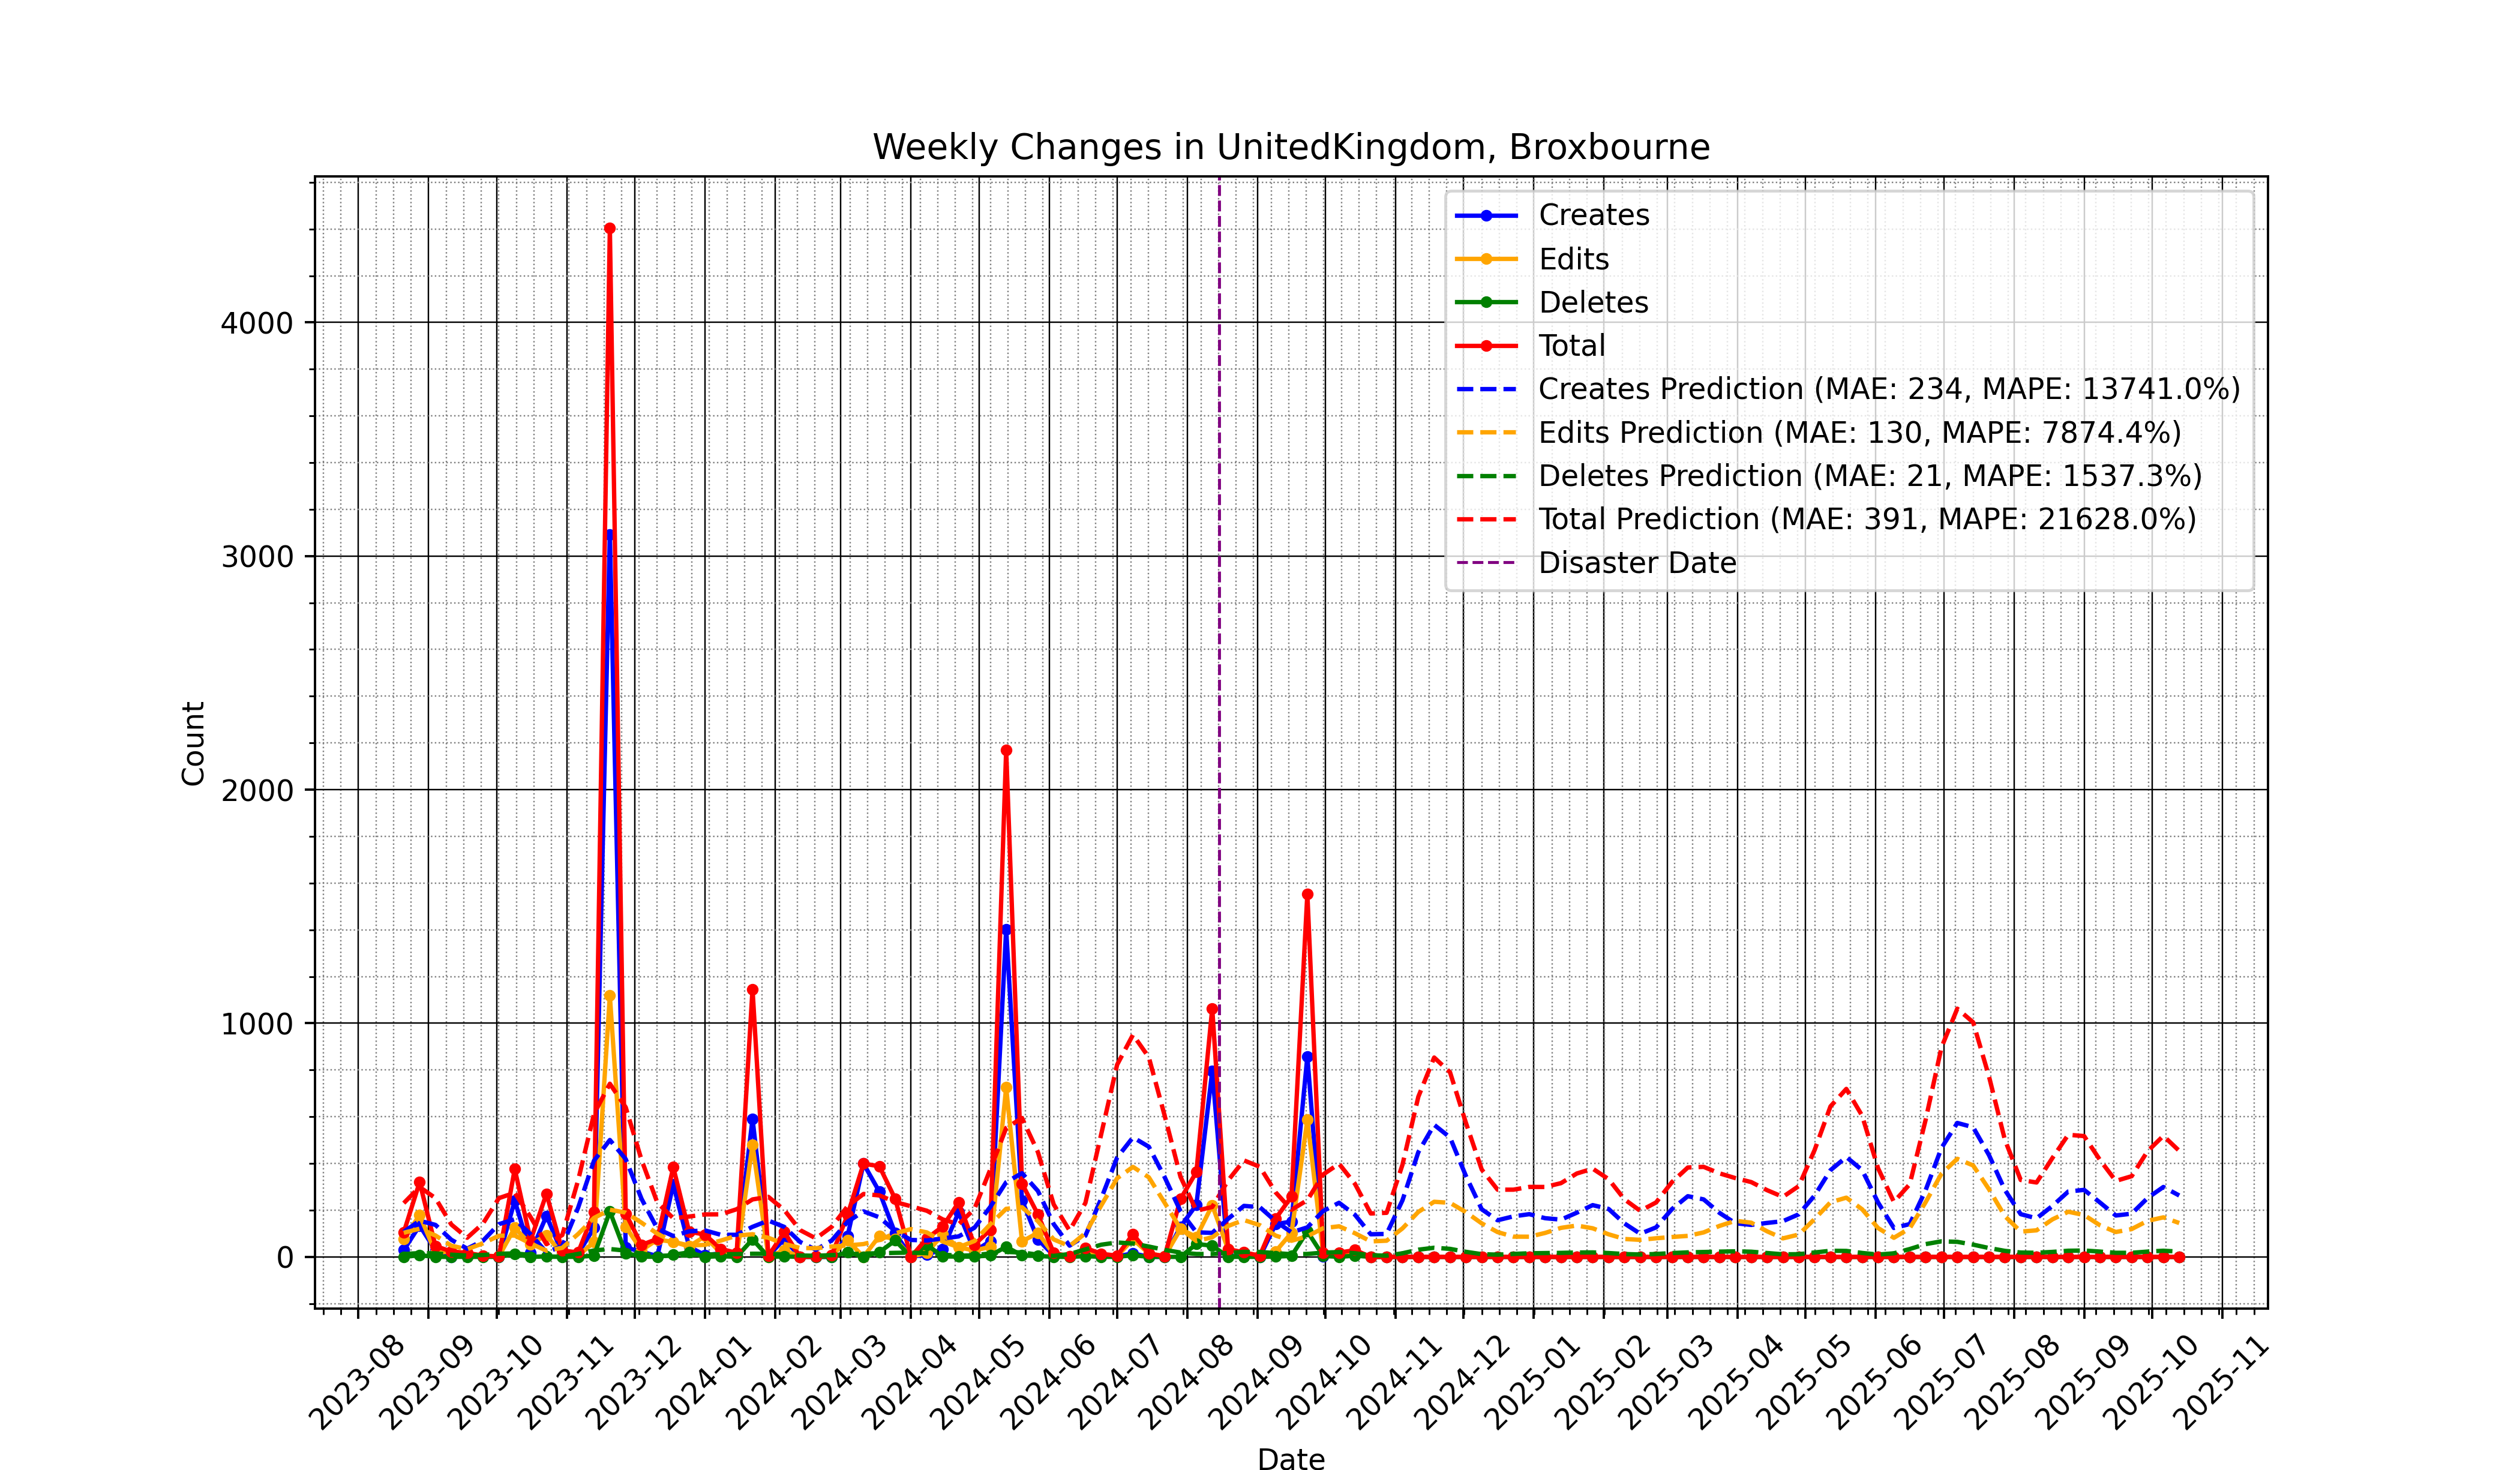 Weekly Changes in UnitedKingdom, Broxbourne
Creates
Edits
Deletes
Total
Creates Prediction (MAE: 234, MAPE: 13741.0%)
Edits Prediction (MAE: 130, MAPE: 7874.4%)
Deletes Prediction (MAE: 21, MAPE: 1537.3%)
Total Prediction (MAE: 391, MAPE: 21628.0%)
Disaster Date
4000
3000
2000
1000
0
Count
2023-08
2023-09
2023-10
2023-11
2023-12
2024-01
2024-02
2024-03
2024-04
2024-05
2024-06
2024-07
2024-08
2024-09
2024-10
2024-11
2024-12
2025-01
2025-02
2025-03
2025-04
2025-05
2025-06
2025-07
2025-08
2025-09
2025-10
2025-11
Date